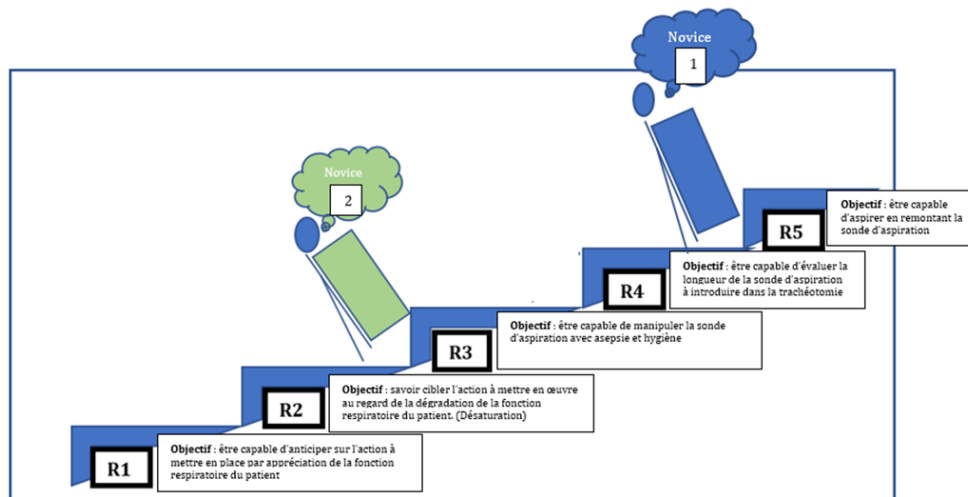 Novice
1
Novice
2
R5
Objectif : être capable
d'aspirer en remontant la
sonde d'aspiration
R4
Objectif : être capable d'évaluer la
longueur de la sonde d'aspiration
à introduire dans la trachéotomie
R3
Objectif : être capable de manipuler la sonde
d'aspiration avec asepsie et hygiène
R2
Objectif : savoir cibler l'action à mettre en œuvre
au regard de la dégradation de la fonction
respiratoire du patient. (Désaturation)
R1
Objectif : être capable d'anticiper sur l'action à
mettre en place par appréciation de la fonction
respiratoire du patient